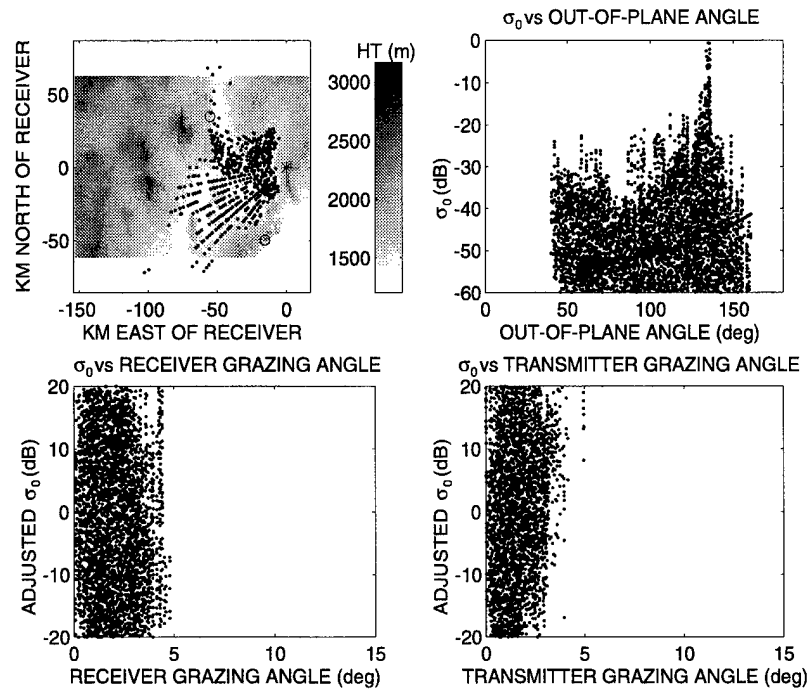 σ0 vs OUT-OF-PLANE ANGLE
HT (m)
3000
2500
2000
1500
KM NORTH OF RECEIVER
50
0
-50
-150 -100 -50 0
KM EAST OF RECEIVER
σ0 (dB)
0
-10
-20
-30
-40
-50
-60
0 50 100 150
OUT-OF-PLANE ANGLE (deg)
σ0 vs RECEIVER GRAZING ANGLE
ADJUSTED σ0 (dB)
20
10
0
-10
-20
0 5 10 15
RECEIVER GRAZING ANGLE (deg)
σ0 vs TRANSMITTER GRAZING ANGLE
ADJUSTED σ0 (dB)
20
10
0
-10
-20
0 5 10 15
TRANSMITTER GRAZING ANGLE (deg)